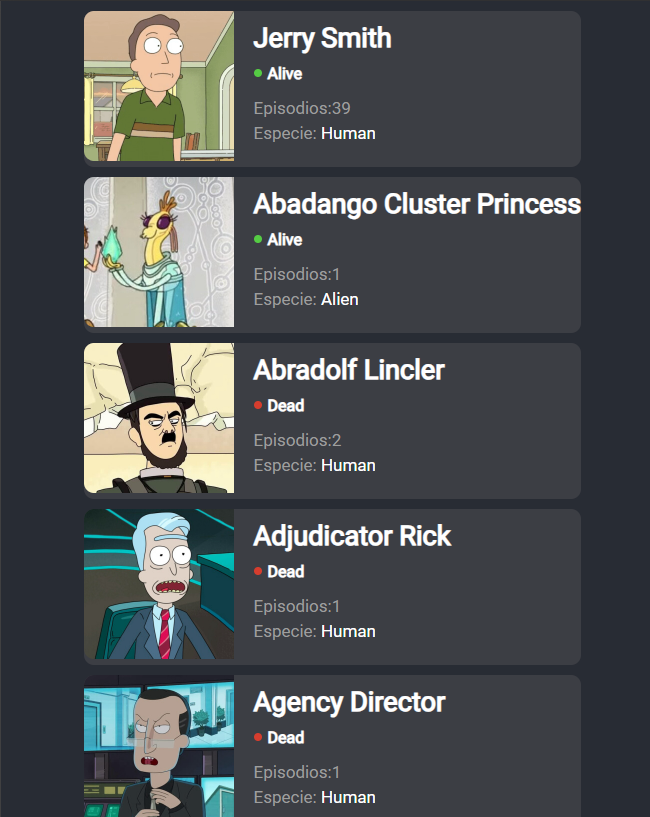 Jerry Smith
Alive
Episodios:39
Especie: Human
Abadango Cluster Princess
Alive
Episodios:1
Especie: Alien
Abradolf Lincler
Dead
Episodios:2
Especie: Human
Adjudicator Rick
Dead
Episodios:1
Especie: Human
Agency Director
Dead
Episodios:1
Especie: Human